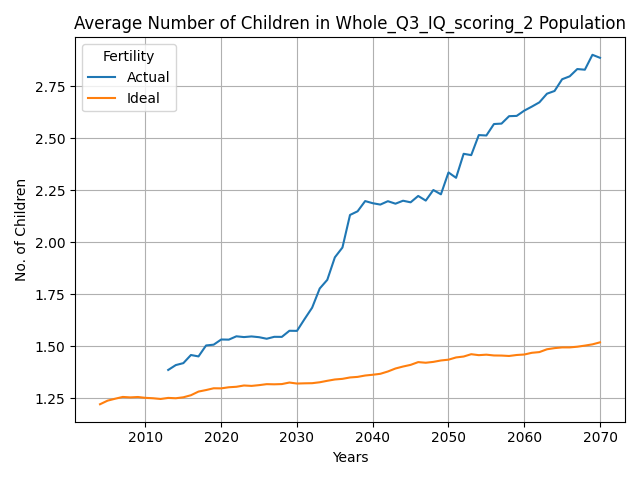 Average Number of Children in Whole_Q3_IQ_scoring_2 Population
Fertility
Actual
Ideal
No. of Children
2.75
2.50
2.25
2.00
1.75
1.50
1.25
2010 2020 2030 2040 2050 2060 2070
Years